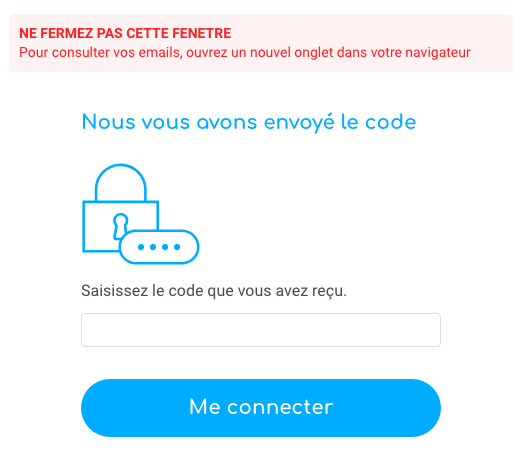 NE FERMEZ PAS CETTE FENETRE
Pour consulter vos emails, ouvrez un nouvel onglet dans votre navigateur
Nous vous avons envoyé le code
Saisissez le code que vous avez reçu.
Me connecter